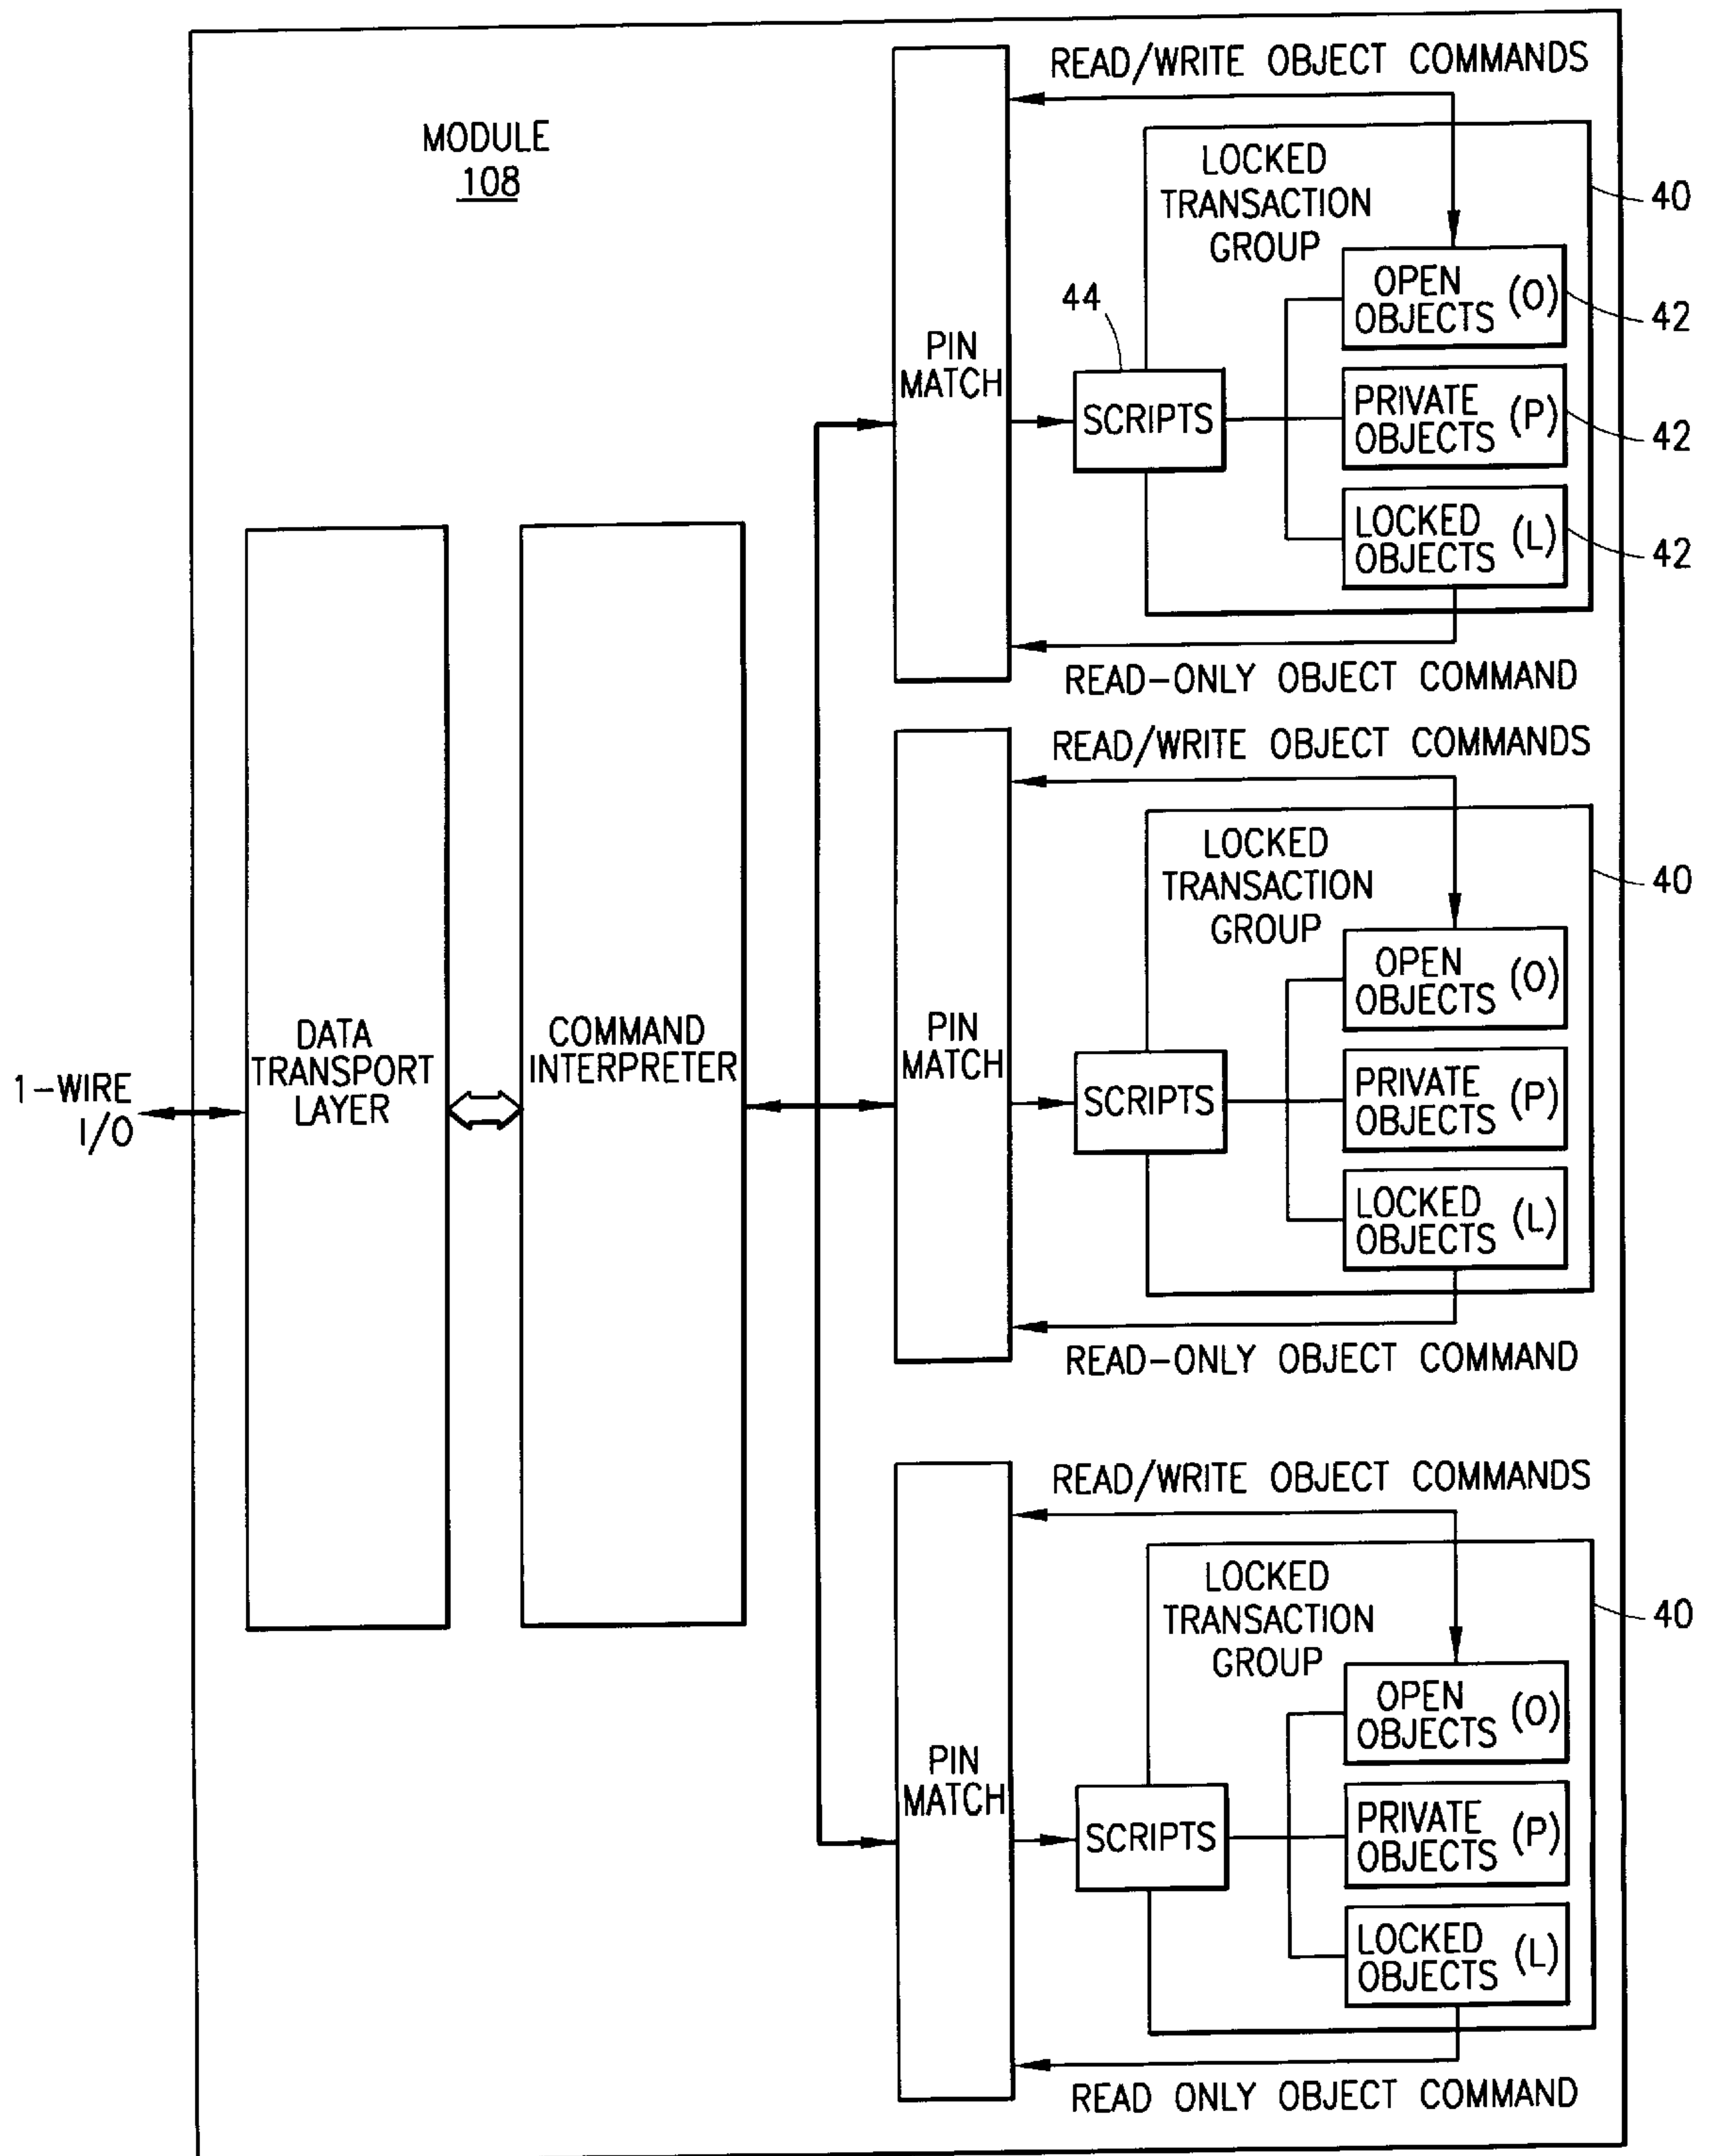 READ/WRITE OBJECT COMMANDS
MODULE
108
LOCKED
TRANSACTION
GROUP
40
OPEN
OBJECTS (O)
42
44
PIN
MATCH
SCRIPTS
PRIVATE
OBJECTS (P)
42
LOCKED
OBJECTS (L)
42
READ-ONLY OBJECT COMMAND
READ/WRITE OBJECT COMMANDS
LOCKED
TRANSACTION
GROUP
40
OPEN
OBJECTS (O)
DATA
TRANSPORT
LAYER
COMMAND
INTERPRETER
PIN
MATCH
SCRIPTS
PRIVATE
OBJECTS (P)
1-WIRE
I/O
LOCKED
OBJECTS (L)
READ-ONLY OBJECT COMMAND
READ/WRITE OBJECT COMMANDS
LOCKED
TRANSACTION
GROUP
40
OPEN
OBJECTS (O)
PIN
MATCH
SCRIPTS
PRIVATE
OBJECTS (P)
LOCKED
OBJECTS (L)
READ ONLY OBJECT COMMAND